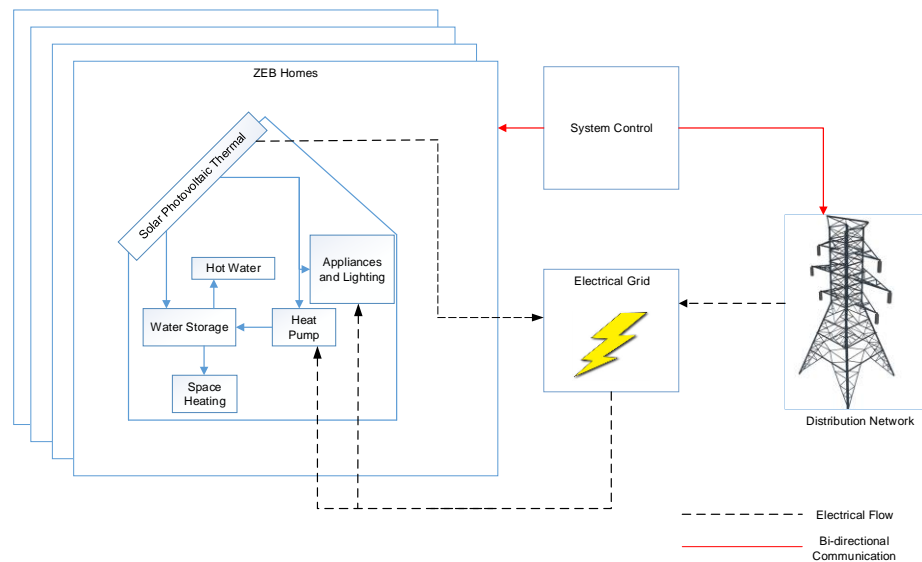 ZEB Homes
System Control
Solar Photovoltaic Thermal
Appliances
and Lighting
Hot Water
Electrical Grid
Water Storage
Heat
Pump
Space
Heating
Distribution Network
Electrical Flow
Bi-directional
Communication